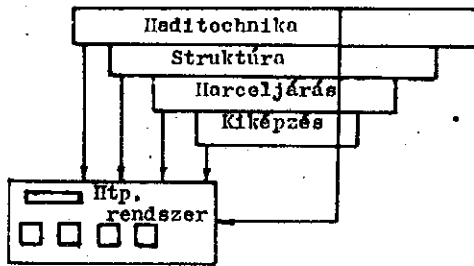 Haditechnika
Struktúra
Harceljárás
Kiképzés
Htp.
rendszer